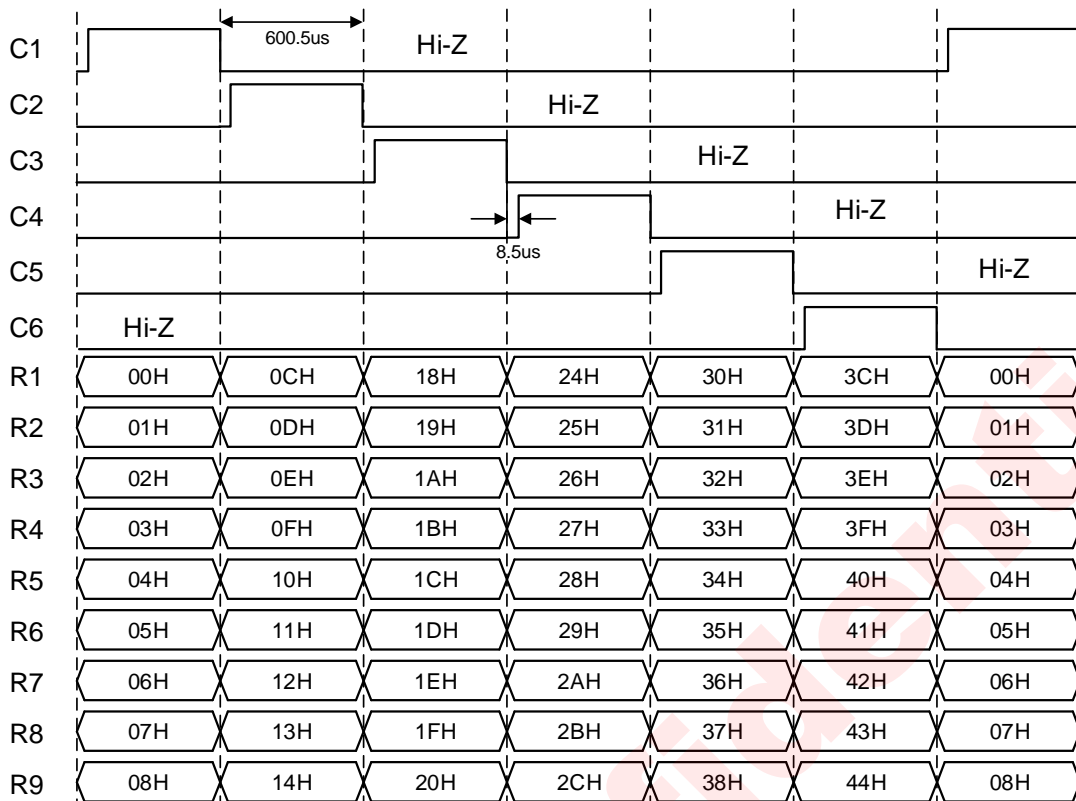 C1 600.5us Hi-Z
C2 Hi-Z
C3 Hi-Z
C4 Hi-Z
8.5us
C5 Hi-Z
C6 Hi-Z
R1 00H 0CH 18H 24H 30H 3CH 00H
R2 01H 0DH 19H 25H 31H 3DH 01H
R3 02H 0EH 1AH 26H 32H 3EH 02H
R4 03H 0FH 1BH 27H 33H 3FH 03H
R5 04H 10H 1CH 28H 34H 40H 04H
R6 05H 11H 1DH 29H 35H 41H 05H
R7 06H 12H 1EH 2AH 36H 42H 06H
R8 07H 13H 1FH 2BH 37H 43H 07H
R9 08H 14H 20H 2CH 38H 44H 08H
fidenti